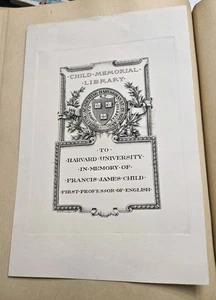 · CHILD · MEMORIAL ·
· LIBRARY ·
· TO ·
· HARVARD · UNIVERSITY ·
· IN · MEMORY · OF ·
· FRANCIS · JAMES · CHILD ·
· FIRST · PROFESSOR · OF · ENGLISH ·